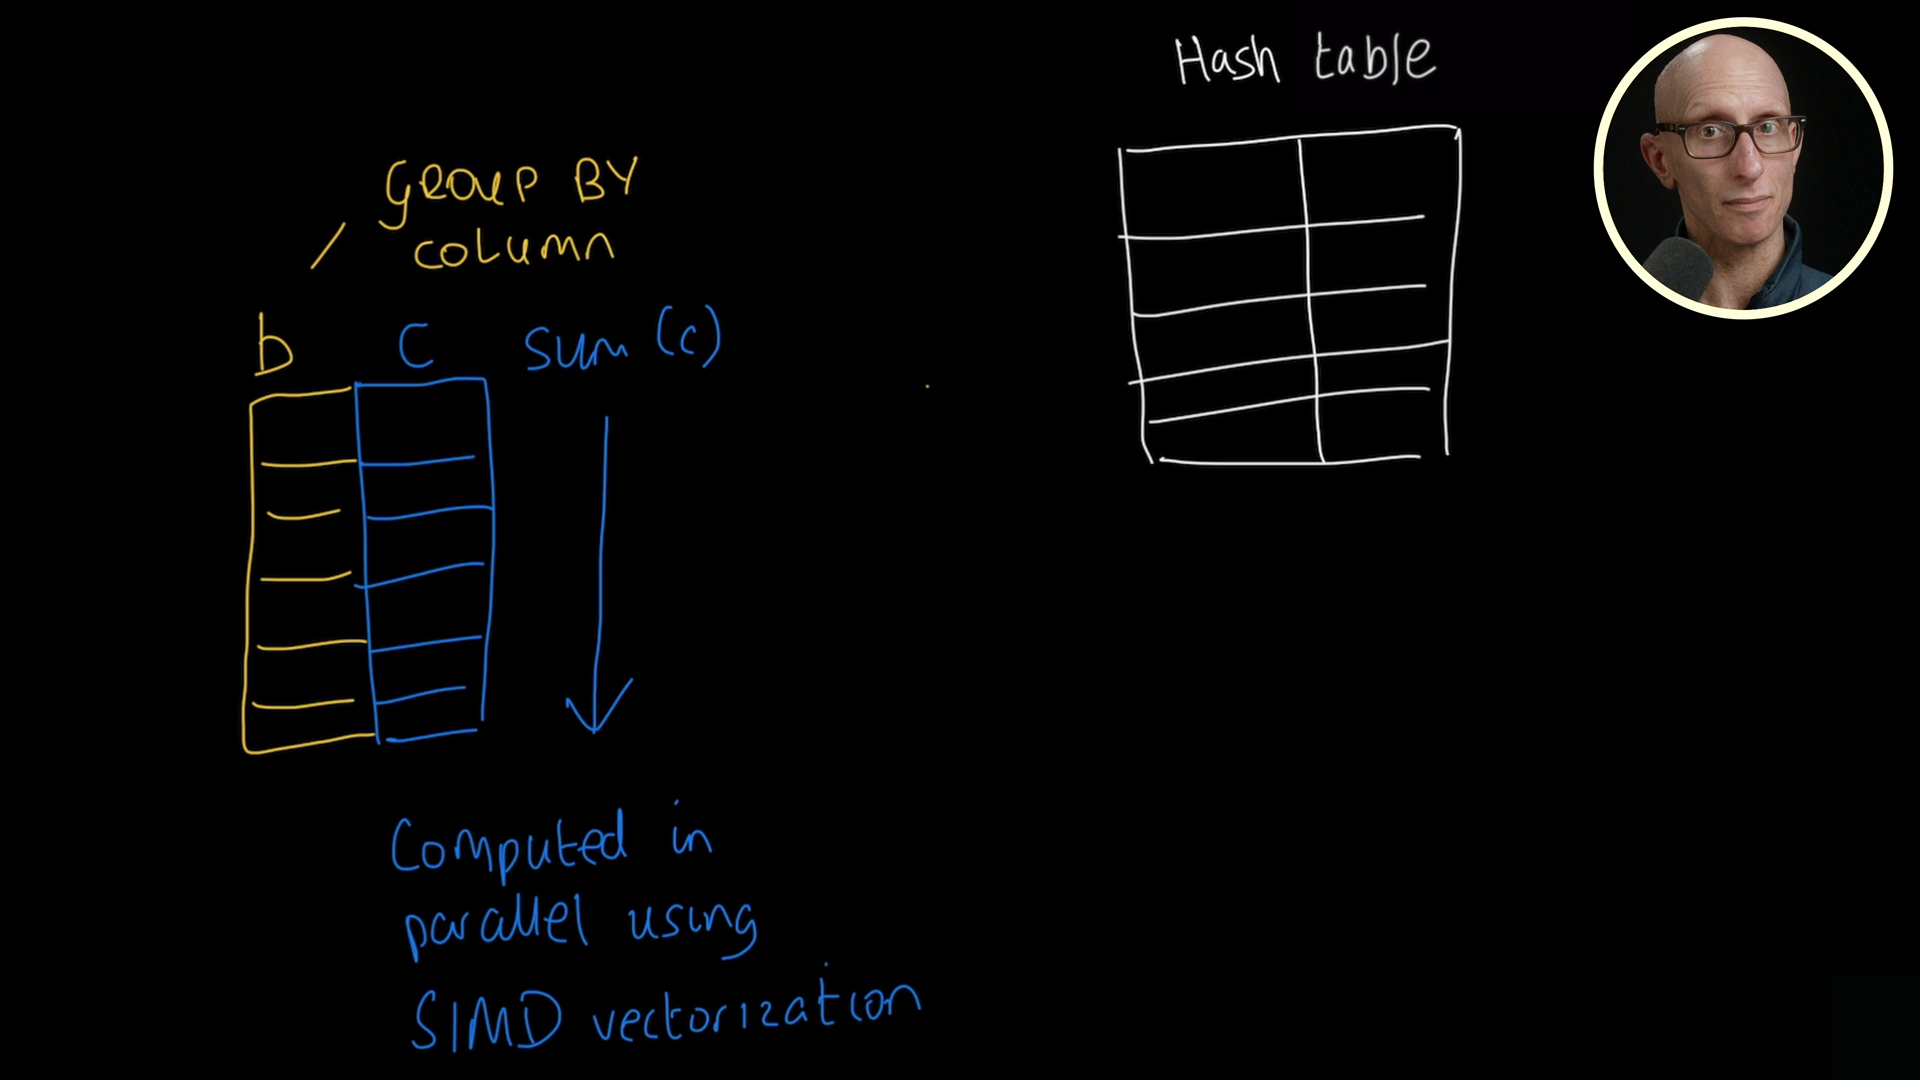 Hash table
GROUP BY
COLUMN
b c sum (c)
Computed in
parallel using
SIMD vectorization